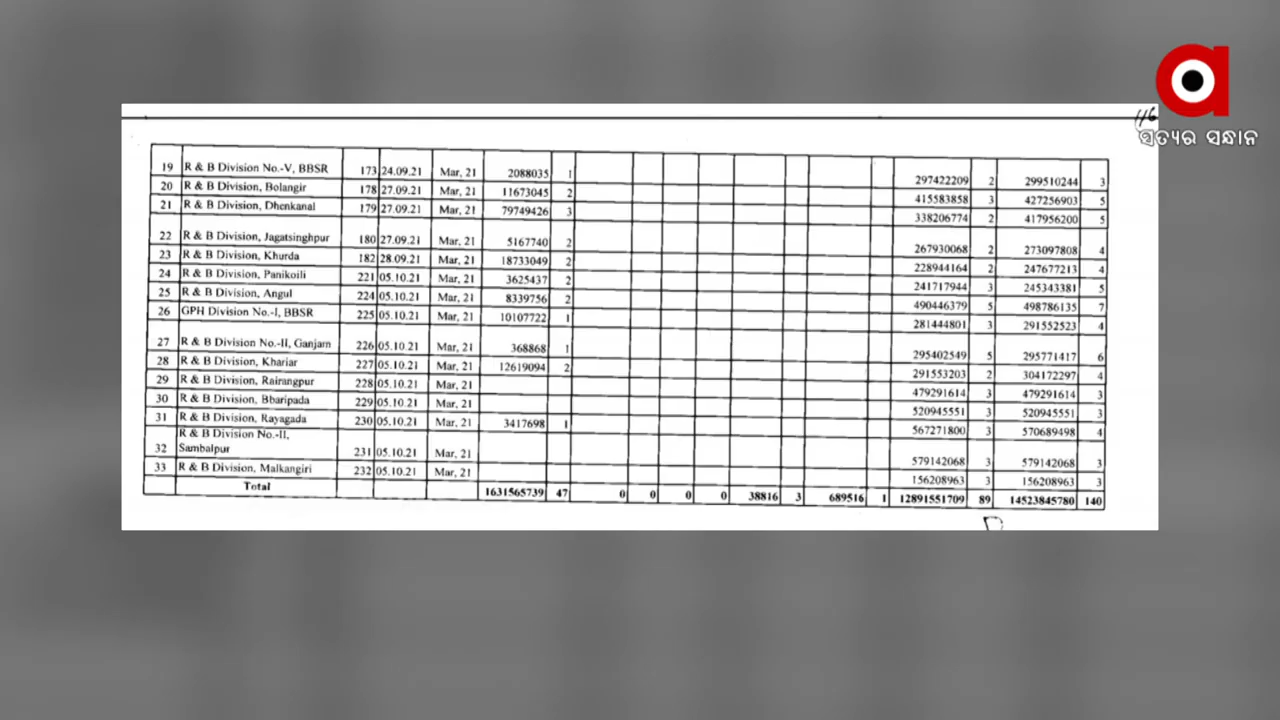 116
ସତ୍ୟର ସନ୍ଧାନ
19 R & B Division No.-V, BBSR 173 24.09.21 Mar, 21 2088035 1 297422209 2 299510244 3
20 R & B Division, Bolangir 178 27.09.21 Mar, 21 11673045 2 415583858 3 427256903 5
21 R & B Division, Dhenkanal 179 27.09.21 Mar, 21 79749426 3 338206774 2 417956200 5
22 R & B Division, Jagatsinghpur 180 27.09.21 Mar, 21 5167740 2 267930068 2 273097808 4
23 R & B Division, Khurda 182 28.09.21 Mar, 21 18733049 2 228944164 2 247677213 4
24 R & B Division, Panikoili 221 05.10.21 Mar, 21 3625437 2 241717944 3 245343381 5
25 R & B Division, Angul 224 05.10.21 Mar, 21 8339756 2 490446379 5 498786135 7
26 GPH Division No.-I, BBSR 225 05.10.21 Mar, 21 10107722 1 281444801 3 291552523 4
27 R & B Division No.-II, Ganjam 226 05.10.21 Mar, 21 368868 1 295402549 5 295771417 6
28 R & B Division, Khariar 227 05.10.21 Mar, 21 12619094 2 291553203 2 304172297 4
29 R & B Division, Rairangpur 228 05.10.21 Mar, 21 479291614 3 479291614 3
30 R & B Division, Bbaripada 229 05.10.21 Mar, 21 520945551 3 520945551 3
31 R & B Division, Rayagada 230 05.10.21 Mar, 21 3417698 1 567271800 3 570689498 4
R & B Division No.-II,
32 Sambalpur 231 05.10.21 Mar, 21 579142068 3 579142068 3
33 R & B Division, Malkangiri 232 05.10.21 Mar, 21 156208963 3 156208963 3
Total 1631565739 47 0 0 0 0 38816 3 689516 1 12891551709 89 14523845780 140